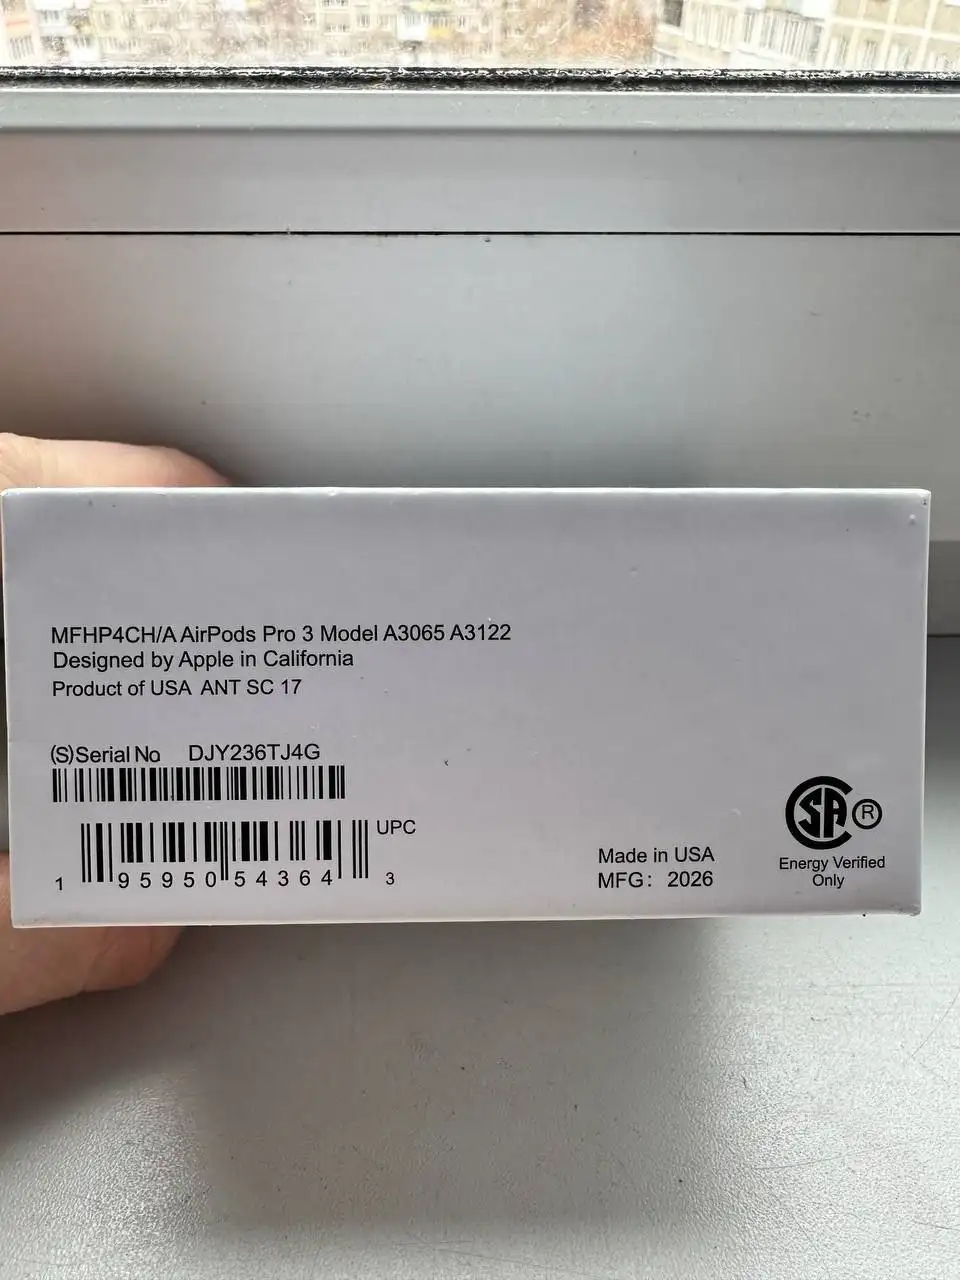 MFHP4CH/A AirPods Pro 3 Model A3065 A3122
Designed by Apple in California
Product of USA ANT SC 17
(S)Serial No DJY236TJ4G
UPC
1 95950 54364 3
Made in USA
MFG: 2026
SA ®
Energy Verified
Only